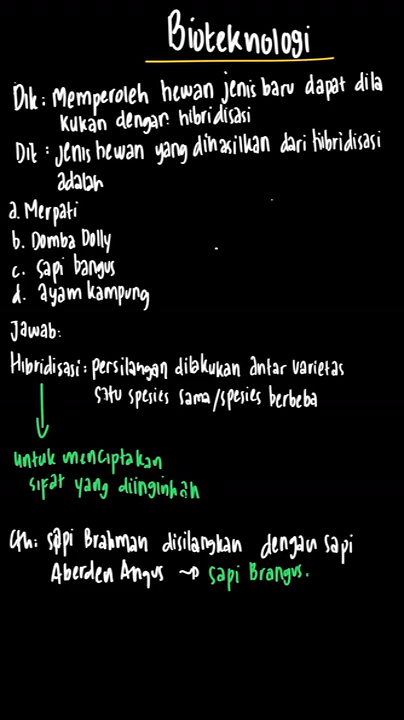 Bioteknologi
Dik: Memperoleh hewan jenis baru dapat dila
kukan dengan hibridisasi
Dit: jenis hewan yang dihasilkan dari hibridisasi
adalah
a. Merpati
b. Domba Dolly
c. Sapi bangus
d. ayam kampung
Jawab:
Hibridisasi: persilangan dilakukan antar varietas
satu spesies sama/spesies berbeba
untuk menciptakan
sifat yang diinginhan
Cth: sapi Brahman disilangkan dengan sapi
Aberden Angus → sapi Brangus.